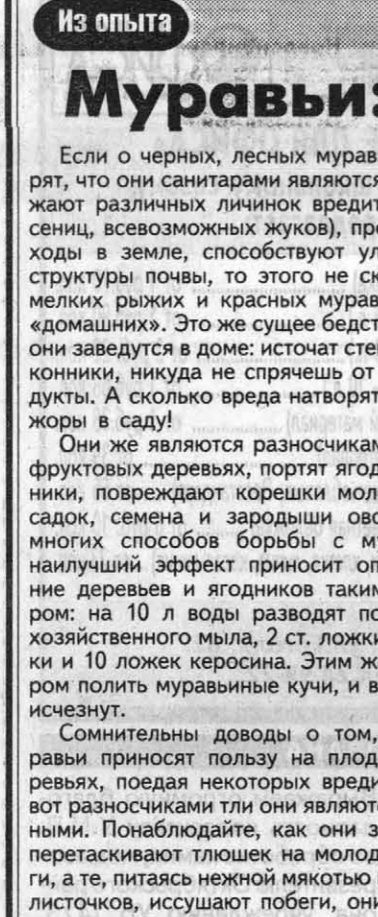 Из опыта
Муравьи:
Если о черных, лесных мурав
рят, что они санитарами являются
жают различных личинок вредит
сениц, всевозможных жуков), про
ходы в земле, способствуют ул
структуры почвы, то этого не ск
мелких рыжих и красных мурав
«домашних». Это же сущее бедст
они заведутся в доме: источат сте
конники, никуда не спрячешь от
дукты. А сколько вреда натворят
жоры в саду!
Они же являются разносчикам
фруктовых деревьях, портят ягод
ники, повреждают корешки мол
садок, семена и зародыши ово
многих способов борьбы с м
наилучший эффект приносит оп
ние деревьев и ягодников таким
ром: на 10 л воды разводят по
хозяйственного мыла, 2 ст. ложки
ки и 10 ложек керосина. Этим ж
ром полить муравьиные кучи, и в
исчезнут.
Сомнительны доводы о том,
равьи приносят пользу на плод
ревьях, поедая некоторых вреди
вот разносчиками тли они являютс
ными. Понаблюдайте, как они з
перетаскивают тлюшек на молод
ги, а те, питаясь нежной мякотью
листочков, иссушают побеги, они